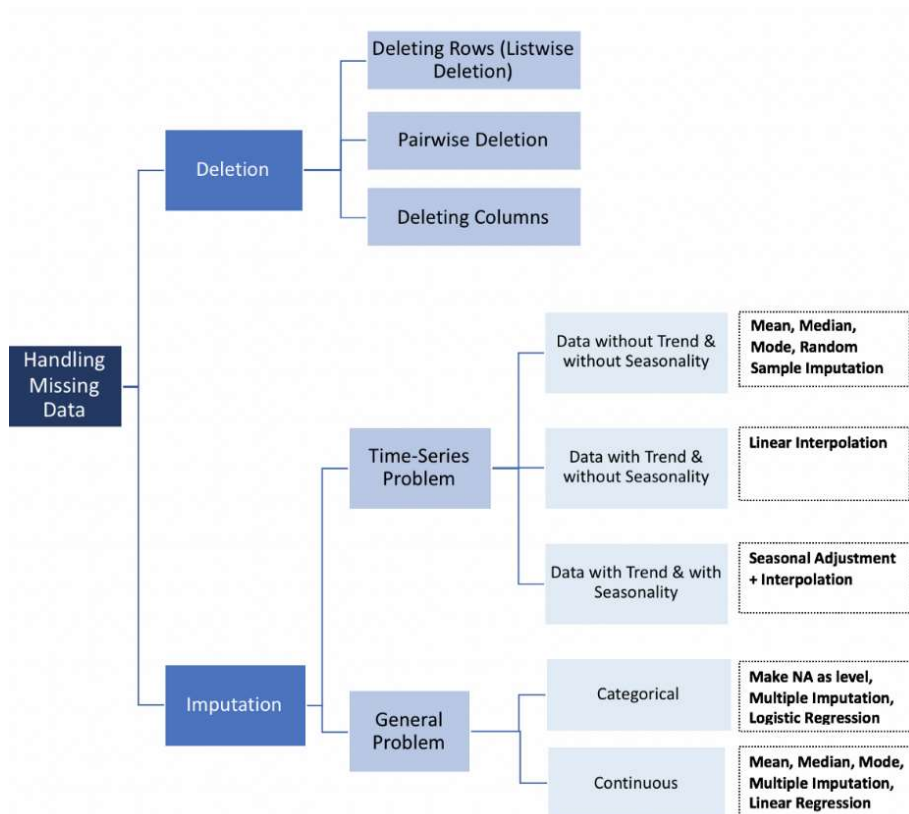 Deleting Rows (Listwise
Deletion)
Deletion
Pairwise Deletion
Deleting Columns
Handling
Missing
Data
Time-Series
Problem
Data without Trend &
without Seasonality
Mean, Median,
Mode, Random
Sample Imputation
Data with Trend &
without Seasonality
Linear Interpolation
Data with Trend & with
Seasonality
Seasonal Adjustment
+ Interpolation
Imputation
General
Problem
Categorical
Make NA as level,
Multiple Imputation,
Logistic Regression
Continuous
Mean, Median, Mode,
Multiple Imputation,
Linear Regression